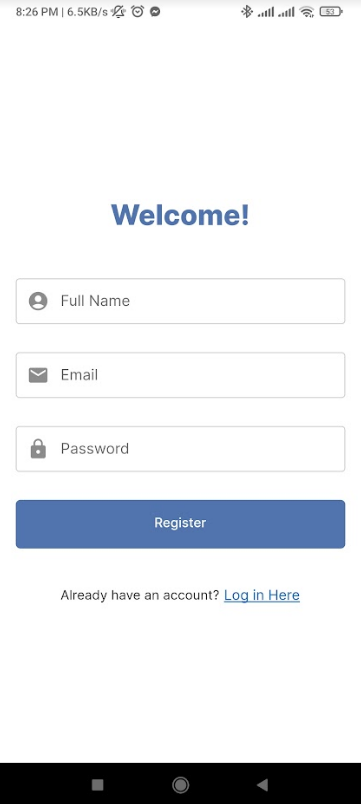 8:26 PM | 6.5KB/s
53
Welcome!
Full Name
Email
Password
Register
Already have an account? Log in Here